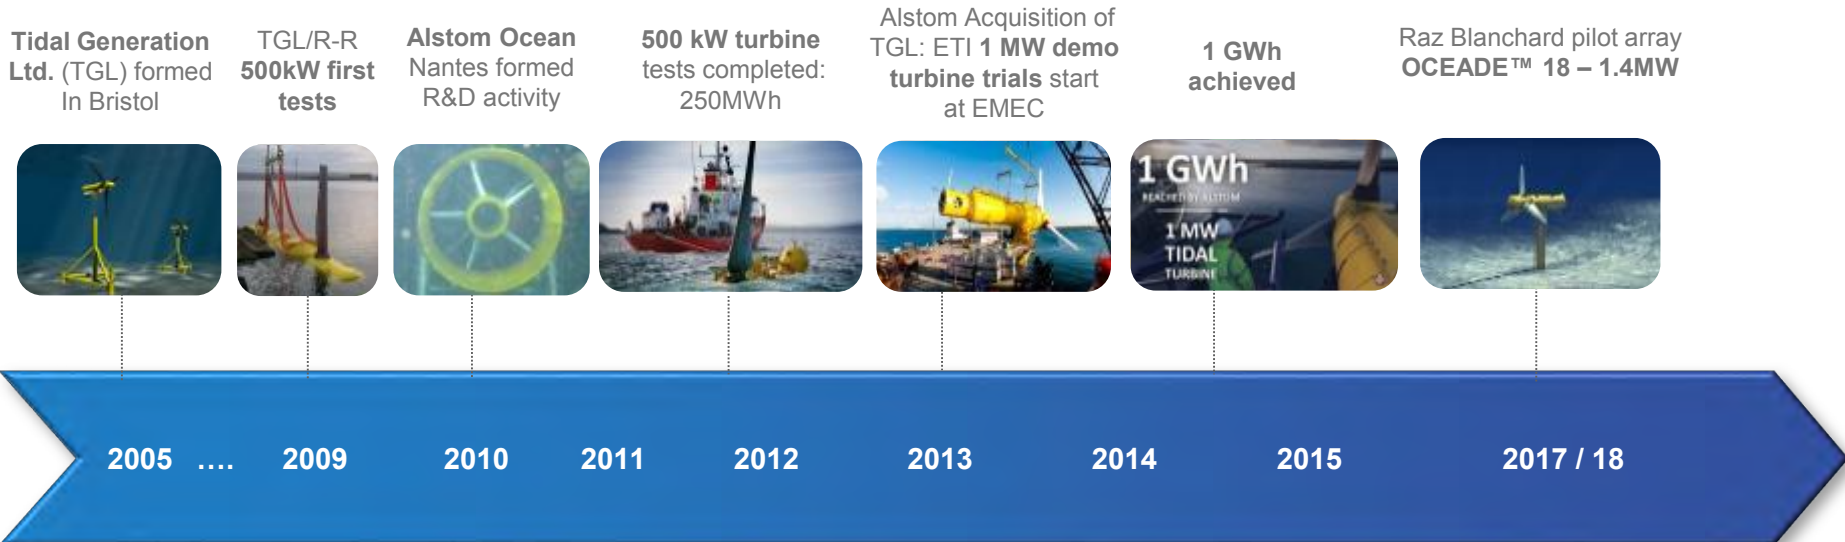 Tidal Generation
Ltd. (TGL) formed
In Bristol
TGL/R-R
500kW first
tests
Alstom Ocean
Nantes formed
R&D activity
500 kW turbine
tests completed:
250MWh
Alstom Acquisition of
TGL: ETI 1 MW demo
turbine trials start
at EMEC
1 GWh
achieved
Raz Blanchard pilot array
OCEADE™ 18 – 1.4MW
1 GWh
REACHED BY ALSTOM
1 MW
TIDAL
TURBINE
2005 .... 2009 2010 2011 2012 2013 2014 2015 2017 / 18